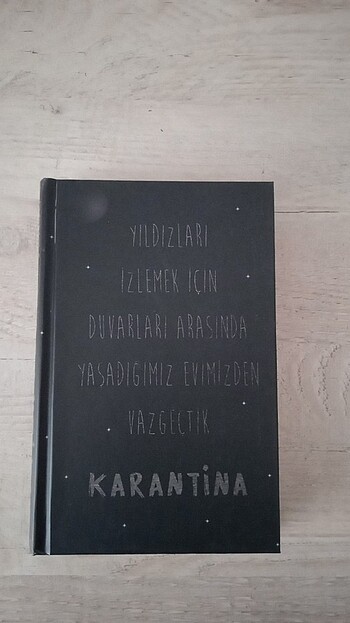 YILDIZLARI
İZLEMEK İÇİN
DUVARLARI ARASINDA
YAŞADIĞIMIZ EVİMİZDEN
VAZGEÇTİK
KARANTİNA